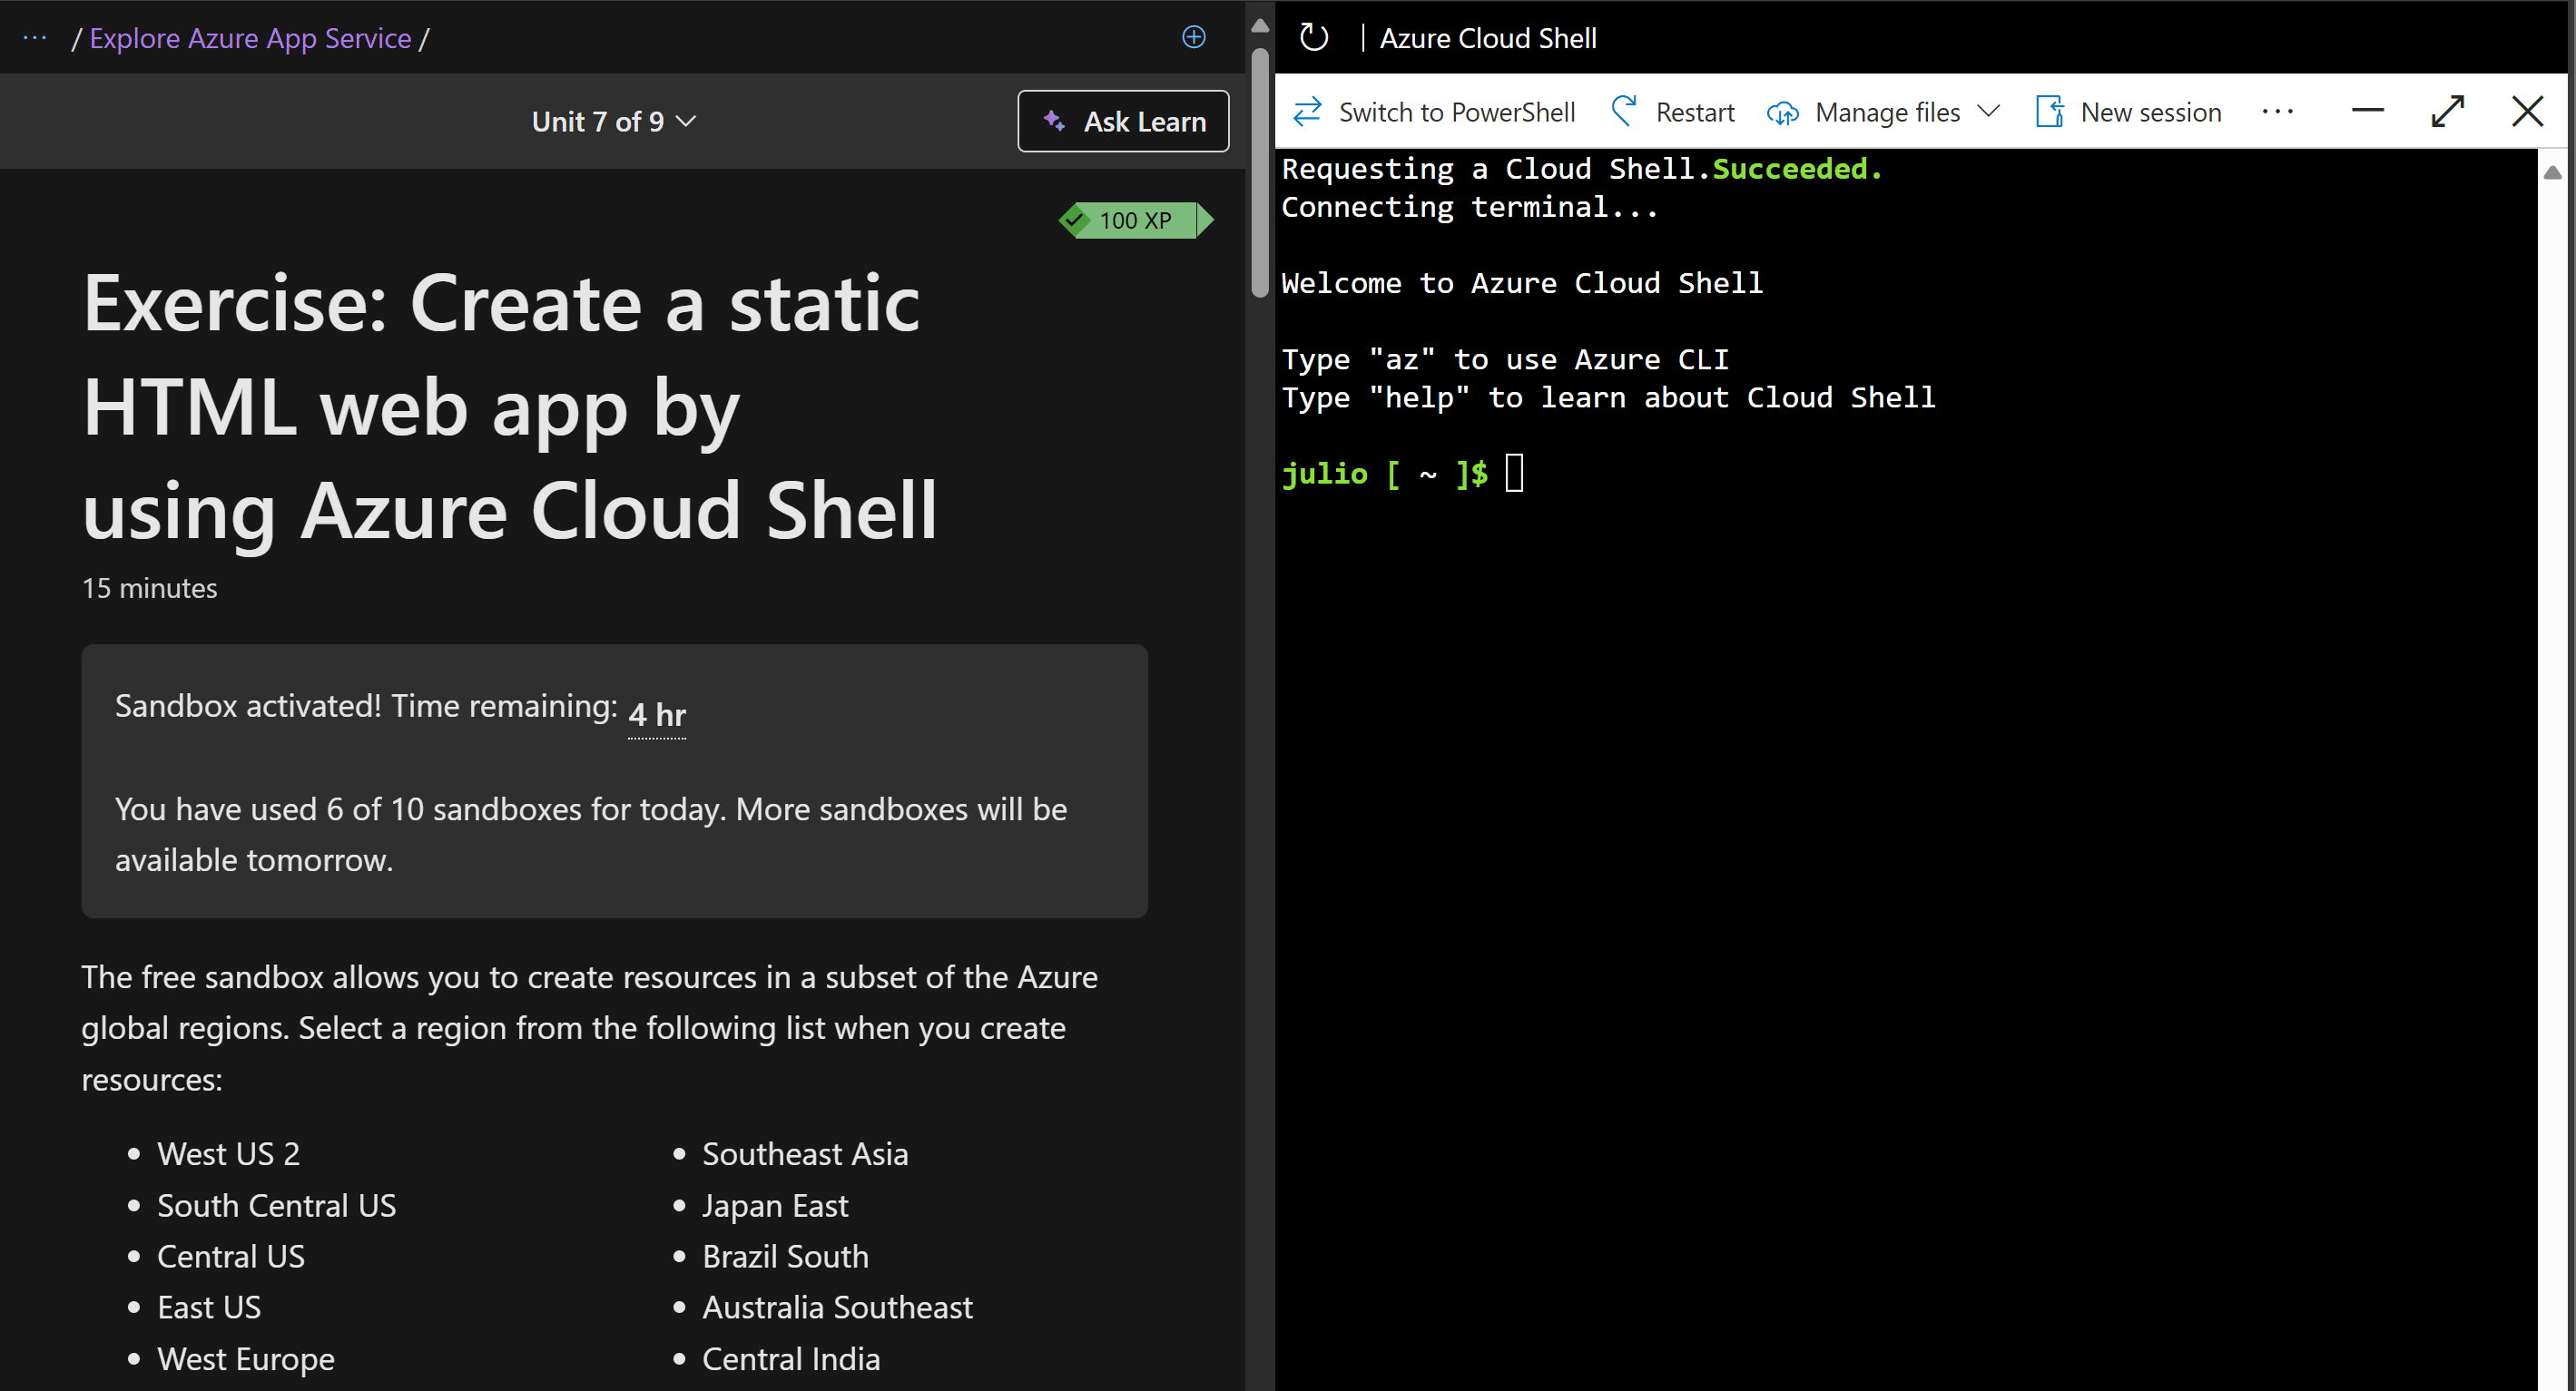 ··· / Explore Azure App Service /
Unit 7 of 9
Ask Learn
100 XP
Exercise: Create a static
HTML web app by
using Azure Cloud Shell
15 minutes
Sandbox activated! Time remaining: 4 hr
You have used 6 of 10 sandboxes for today. More sandboxes will be
available tomorrow.
The free sandbox allows you to create resources in a subset of the Azure
global regions. Select a region from the following list when you create
resources:
• West US 2
• South Central US
• Central US
• East US
• West Europe
• Southeast Asia
• Japan East
• Brazil South
• Australia Southeast
• Central India
| Azure Cloud Shell
Switch to PowerShell Restart Manage files New session ···
Requesting a Cloud Shell.Succeeded.
Connecting terminal...
Welcome to Azure Cloud Shell
Type "az" to use Azure CLI
Type "help" to learn about Cloud Shell
julio [ ~ ]$